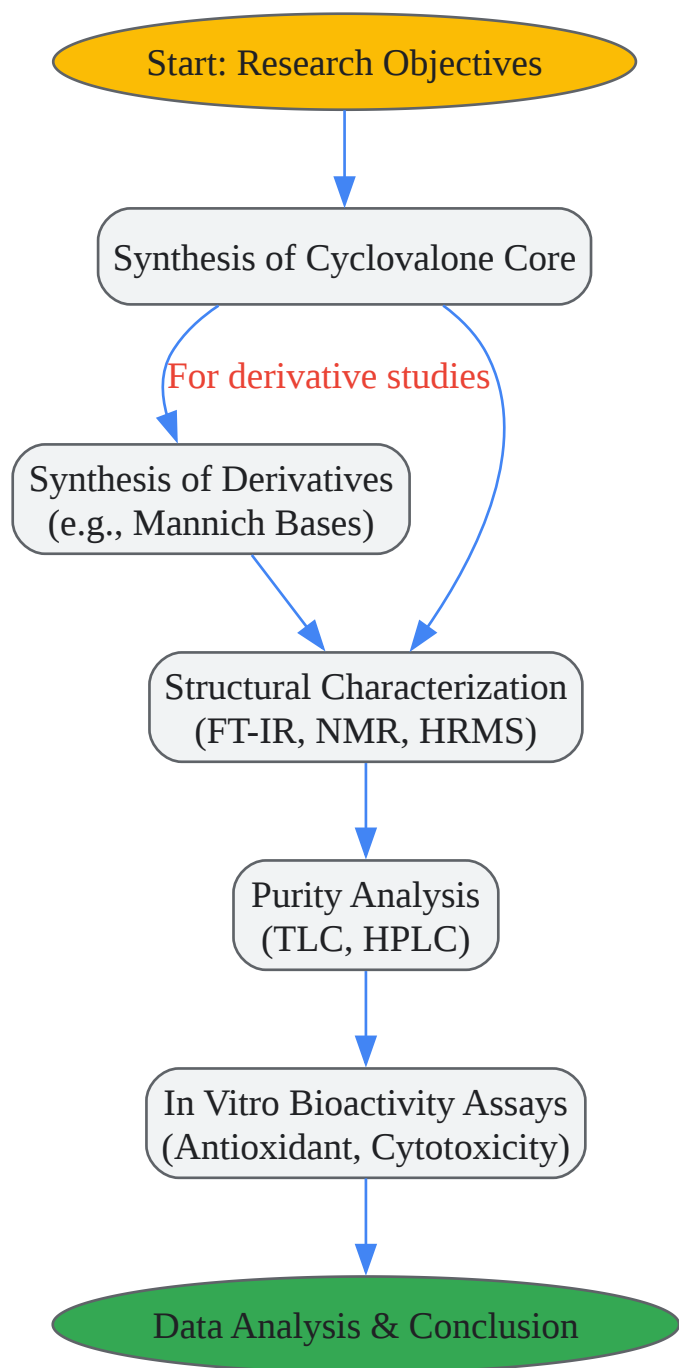 Start: Research Objectives
Synthesis of Cyclovalone Core
For derivative studies
Synthesis of Derivatives
(e.g., Mannich Bases)
Structural Characterization
(FT-IR, NMR, HRMS)
Purity Analysis
(TLC, HPLC)
In Vitro Bioactivity Assays
(Antioxidant, Cytotoxicity)
Data Analysis & Conclusion